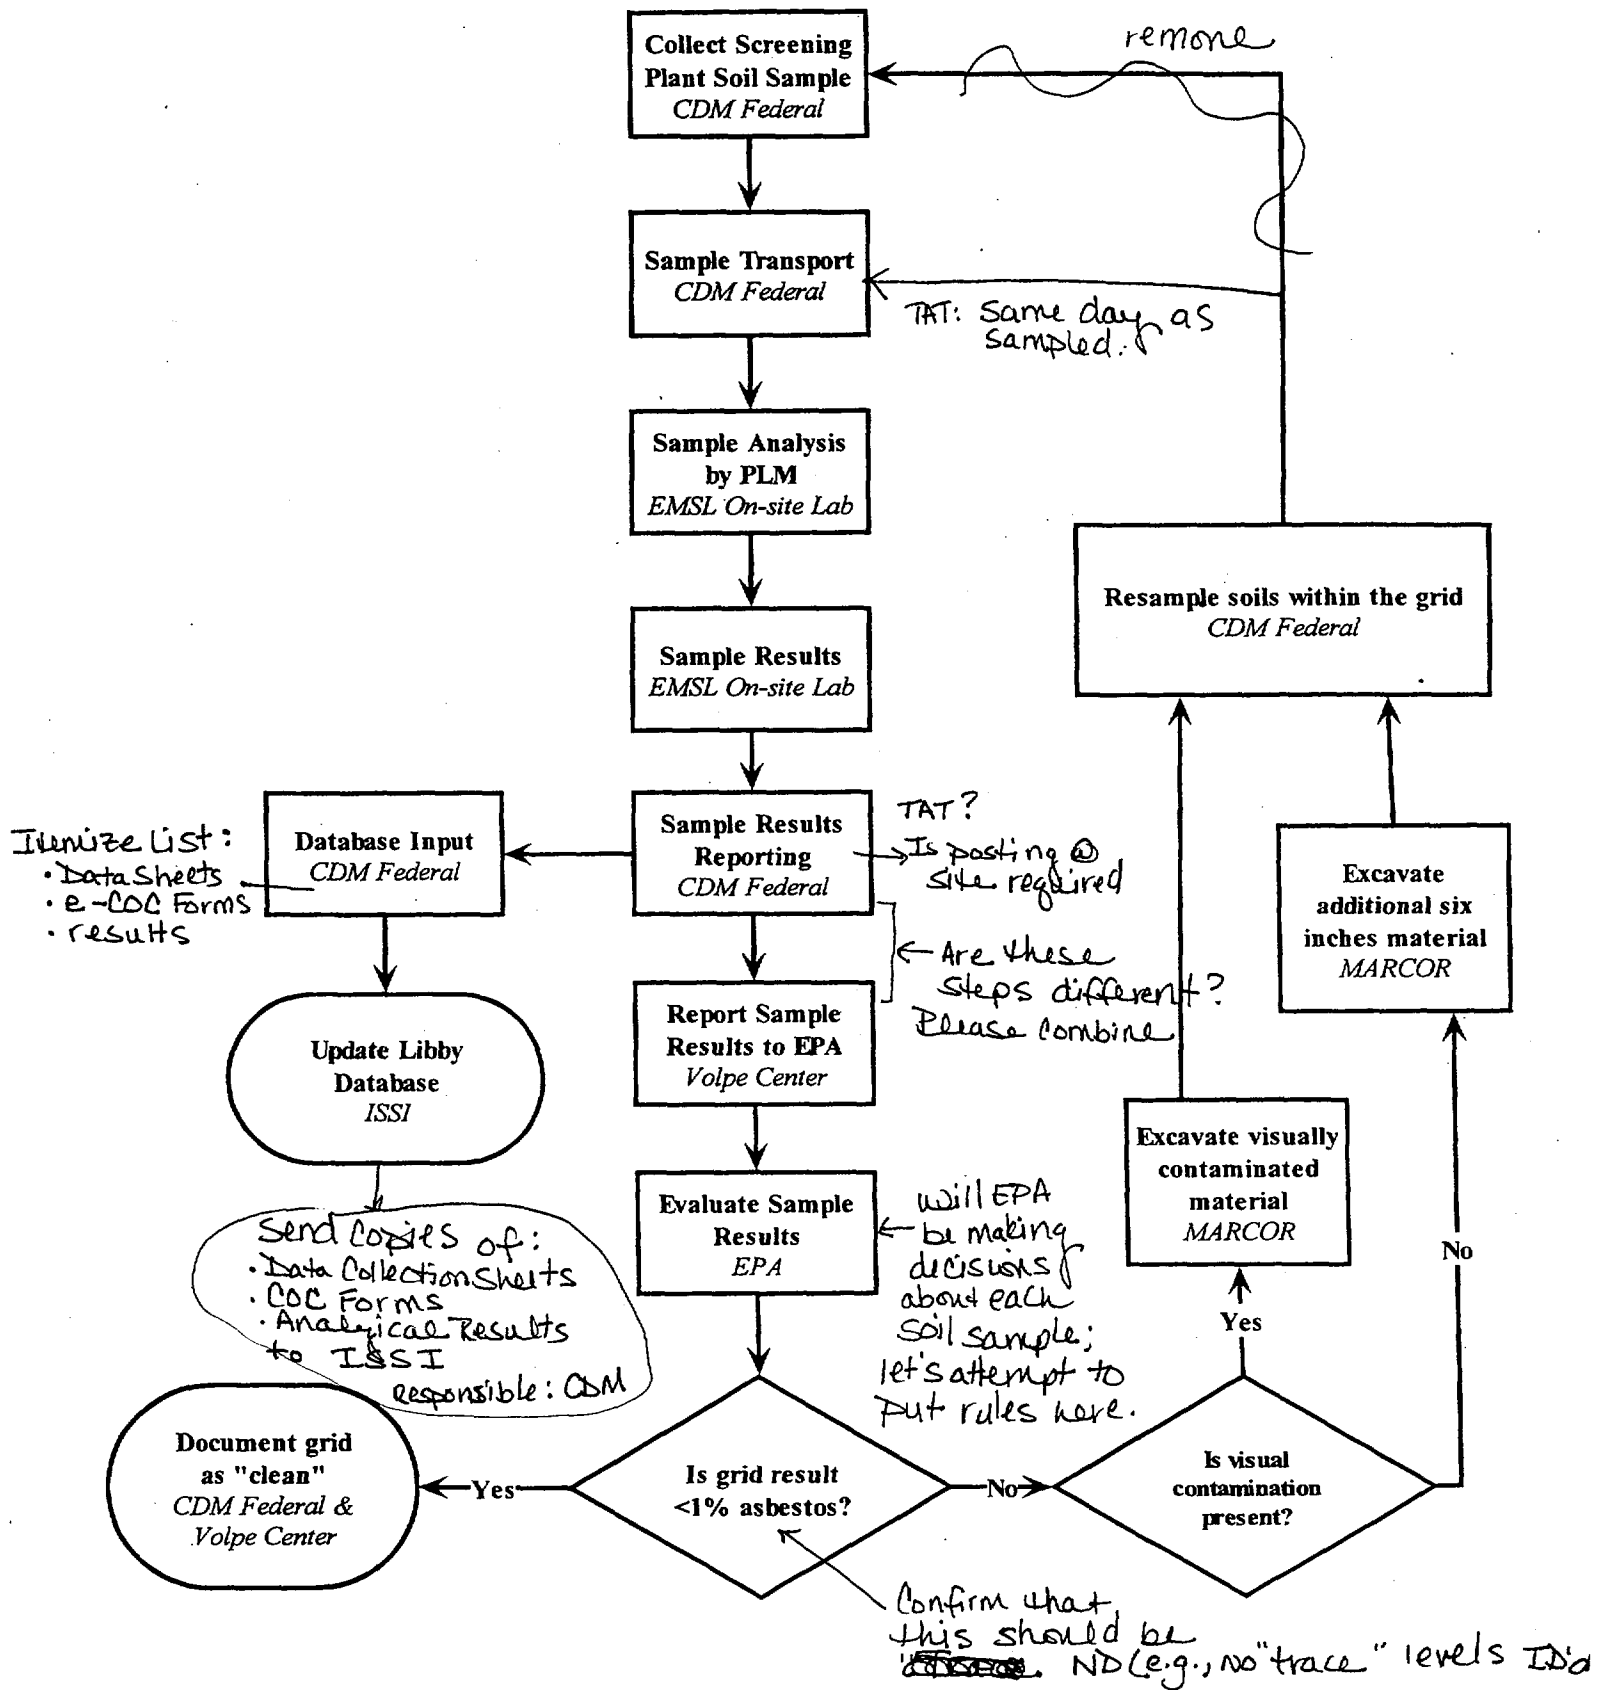 remone
Collect Screening
Plant Soil Sample
CDM Federal
Sample Transport
CDM Federal
TAT: Same day as
sampled.
Sample Analysis
by PLM
EMSL On-site Lab
Resample soils within the grid
CDM Federal
Sample Results
EMSL On-site Lab
Itemize List:
• Data Sheets
• e-COC Forms
• results
Database Input
CDM Federal
Sample Results
Reporting
CDM Federal
TAT?
Is posting @
site required
Excavate
additional six
inches material
MARCOR
Are these
steps different?
Please combine
Report Sample
Results to EPA
Volpe Center
Update Libby
Database
ISSI
Excavate visually
contaminated
material
MARCOR
Evaluate Sample
Results
EPA
will EPA
be making
decisions
about each
soil sample;
let's attempt to
put rules here.
Send Copies of:
• Data Collection Sheets
• COC Forms
• Analyical Results
to ISSI
responsible: CDM
No
Yes
Document grid
as "clean"
CDM Federal &
Volpe Center
Yes
Is grid result
<1% asbestos?
No
Is visual
contamination
present?
Confirm that
this should be
ND (e.g., no "trace" levels ID'd